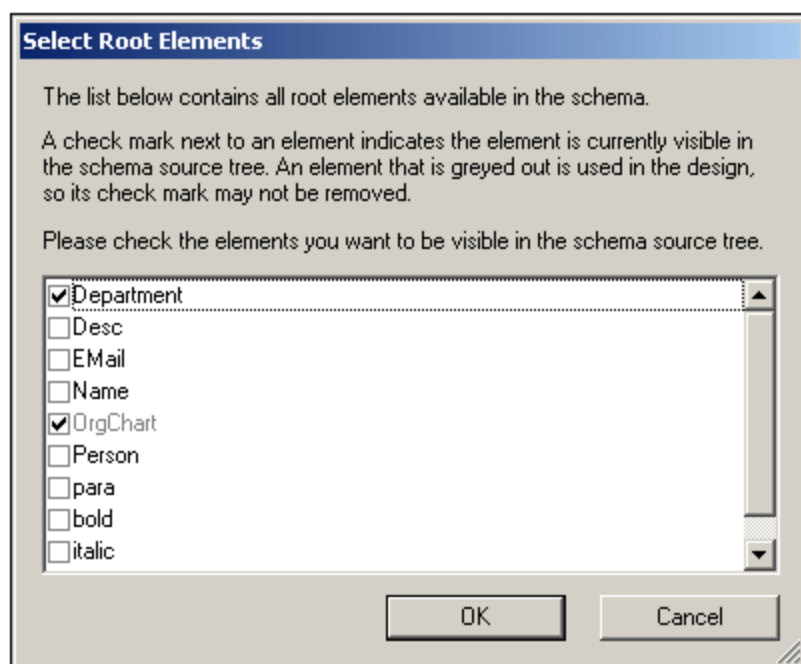 Select Root Elements
The list below contains all root elements available in the schema.
A check mark next to an element indicates the element is currently visible in
the schema source tree. An element that is greyed out is used in the design,
so its check mark may not be removed.
Please check the elements you want to be visible in the schema source tree.
Department
Desc
EMail
Name
OrgChart
Person
para
bold
italic
OK
Cancel